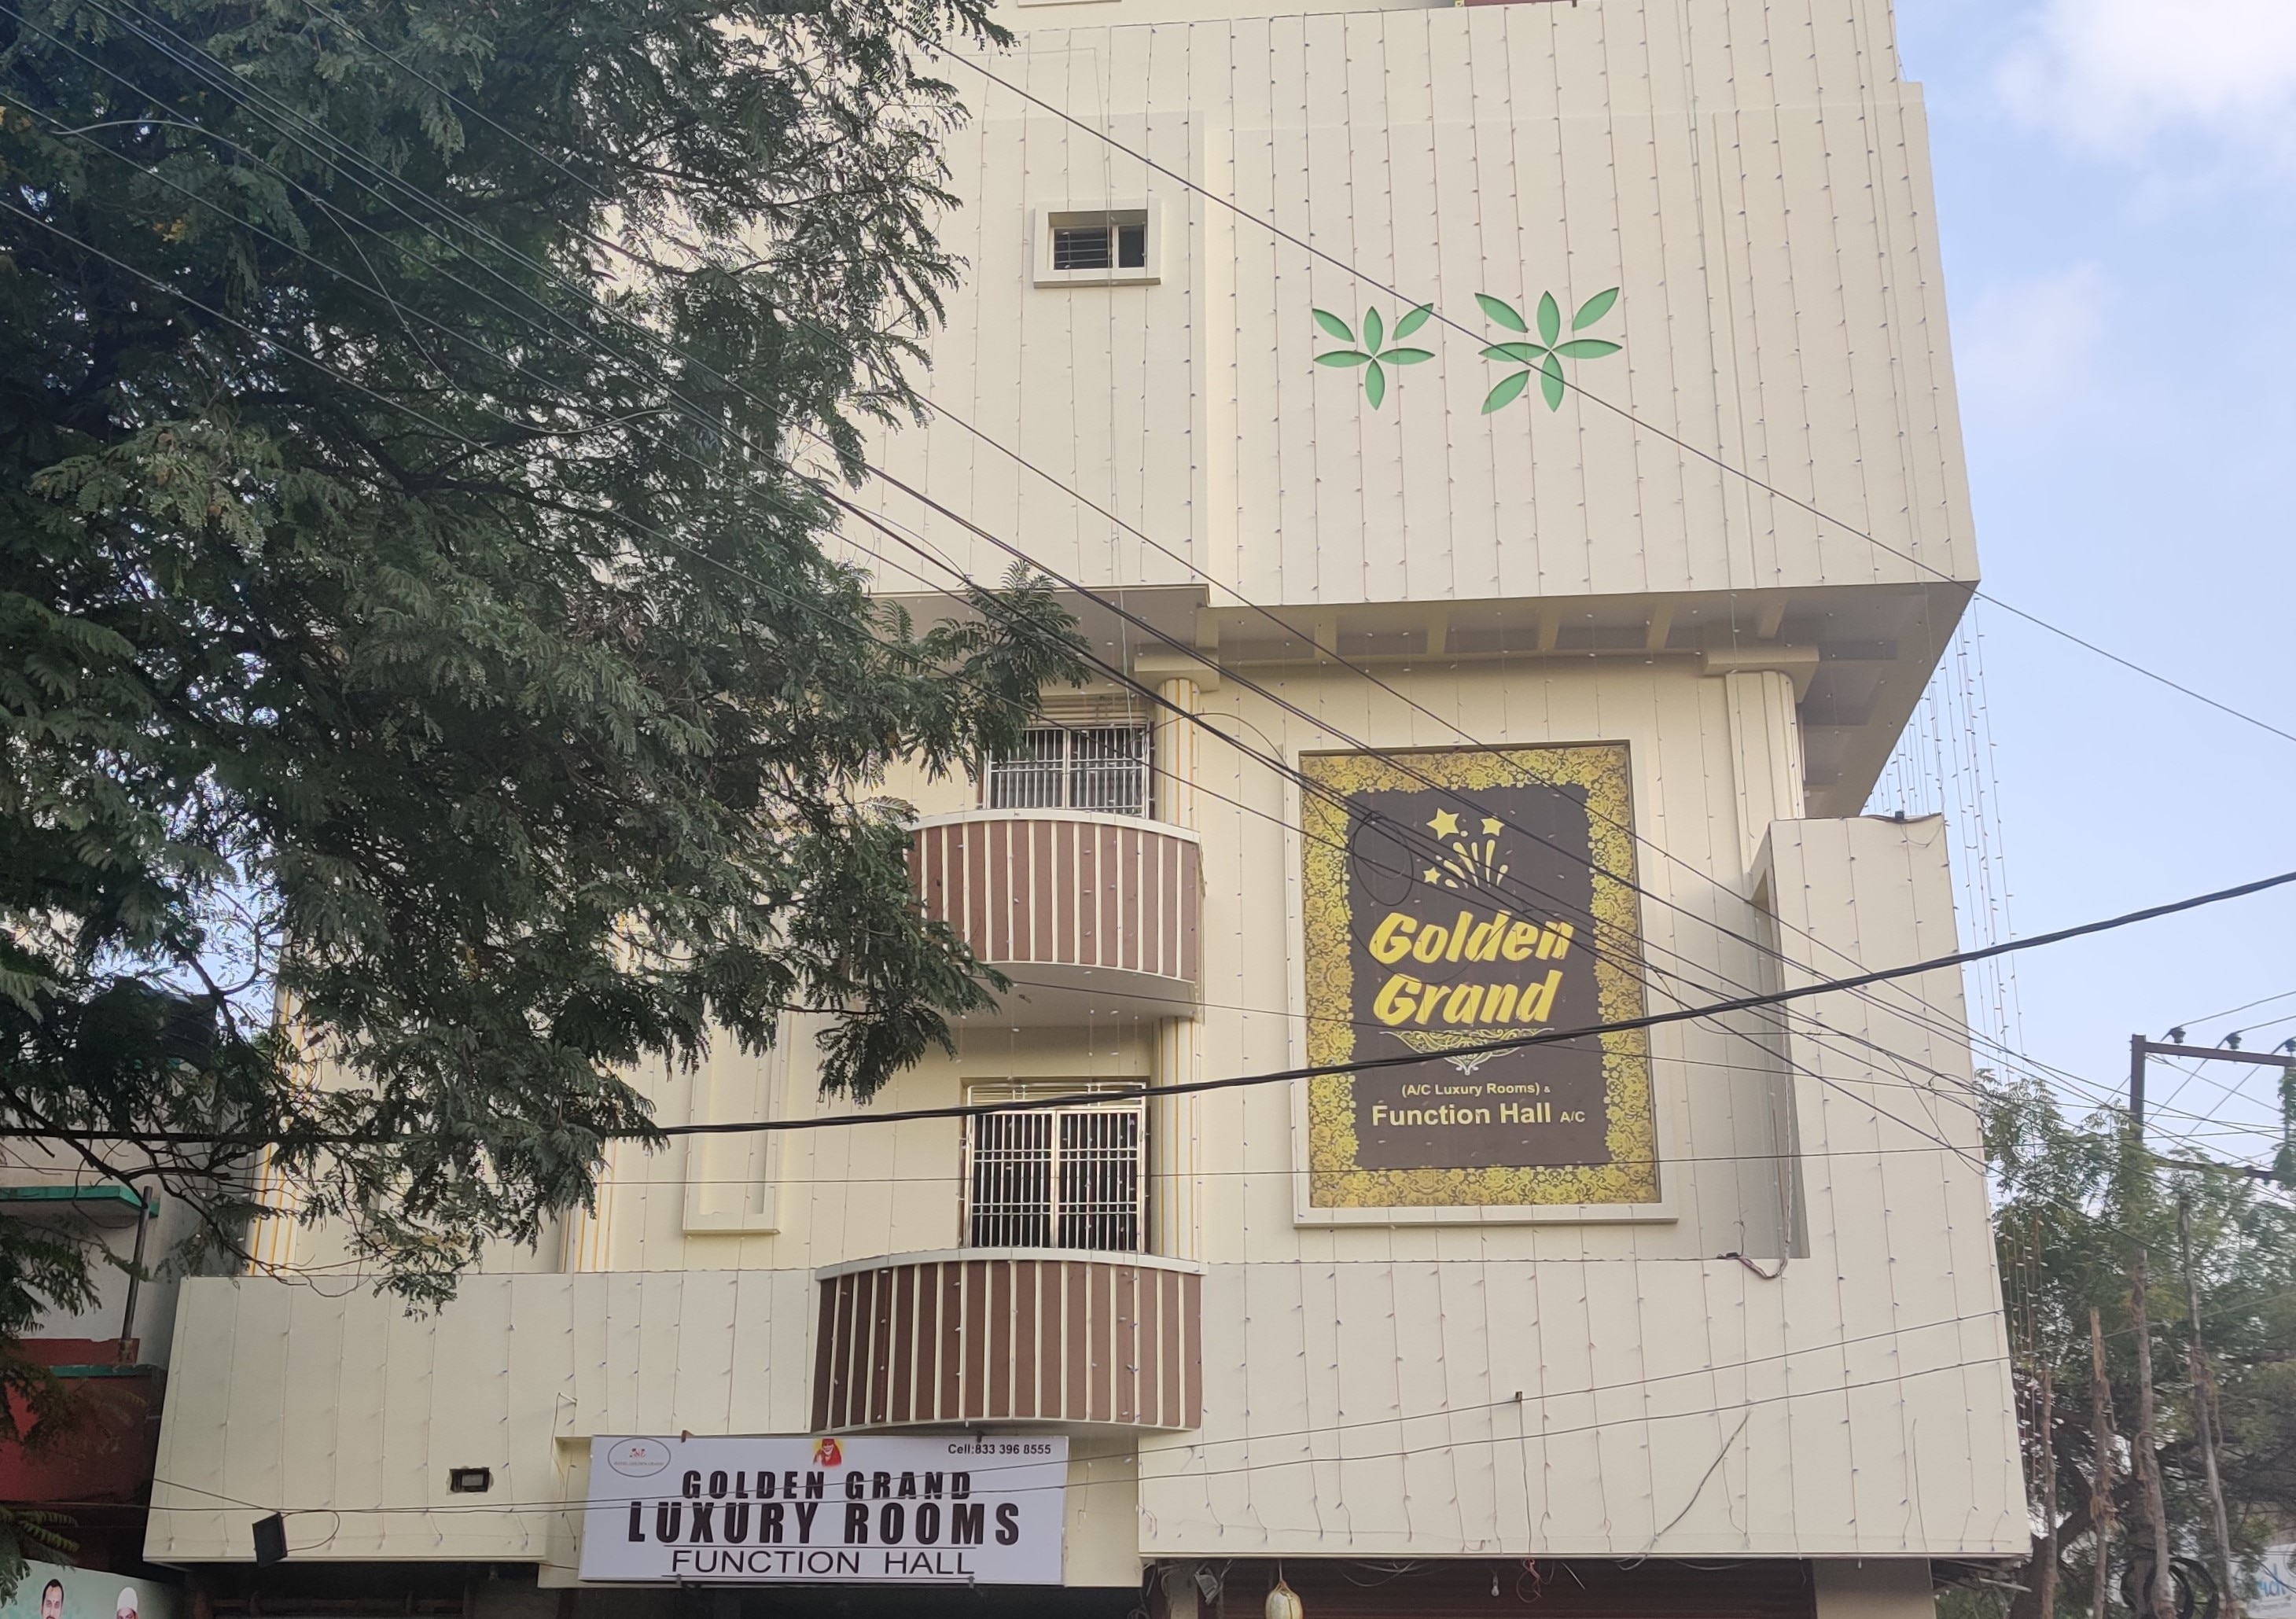 Golden
Grand
(A/C Luxury Rooms) &
Function Hall A/C
Cell:833 396 8555
GOLDEN GRAND
LUXURY ROOMS
FUNCTION HALL